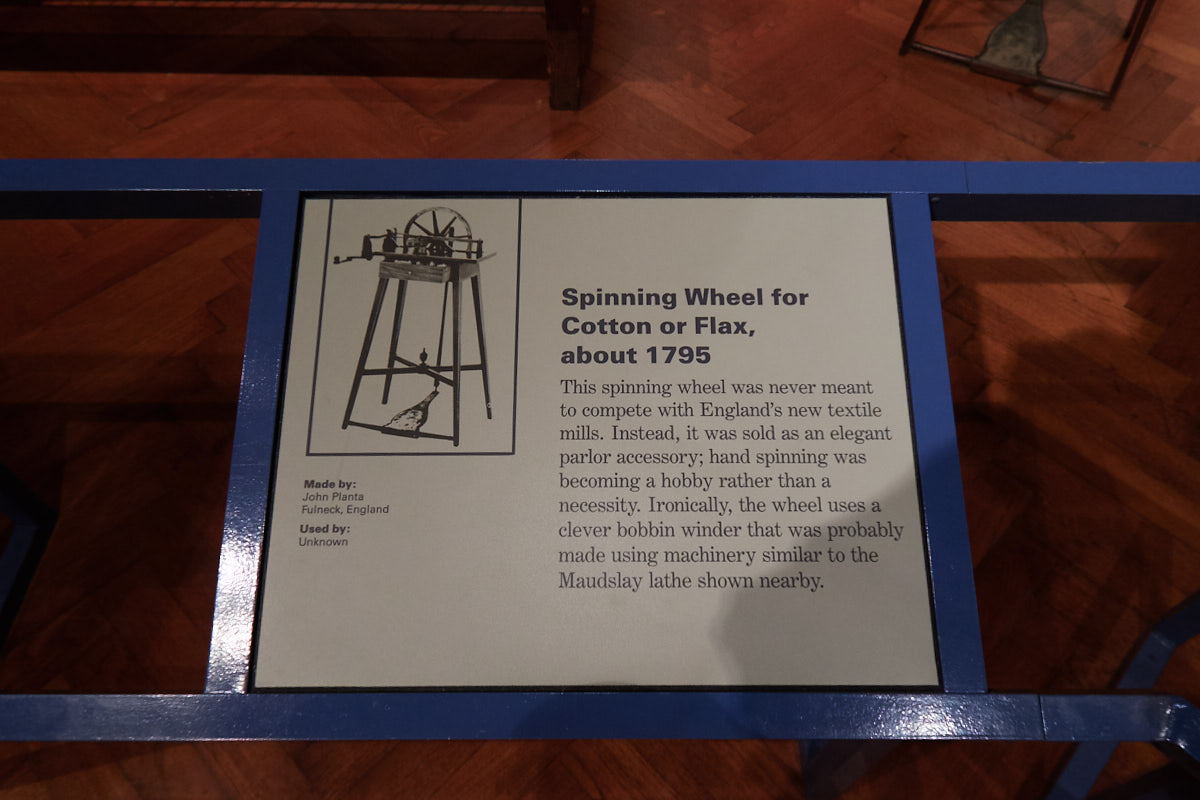 Spinning Wheel for
Cotton or Flax,
about 1795
This spinning wheel was never meant
to compete with England's new textile
mills. Instead, it was sold as an elegant
parlor accessory; hand spinning was
becoming a hobby rather than a
necessity. Ironically, the wheel uses a
clever bobbin winder that was probably
made using machinery similar to the
Maudslay lathe shown nearby.
Made by:
John Planta
Fulneck, England
Used by:
Unknown